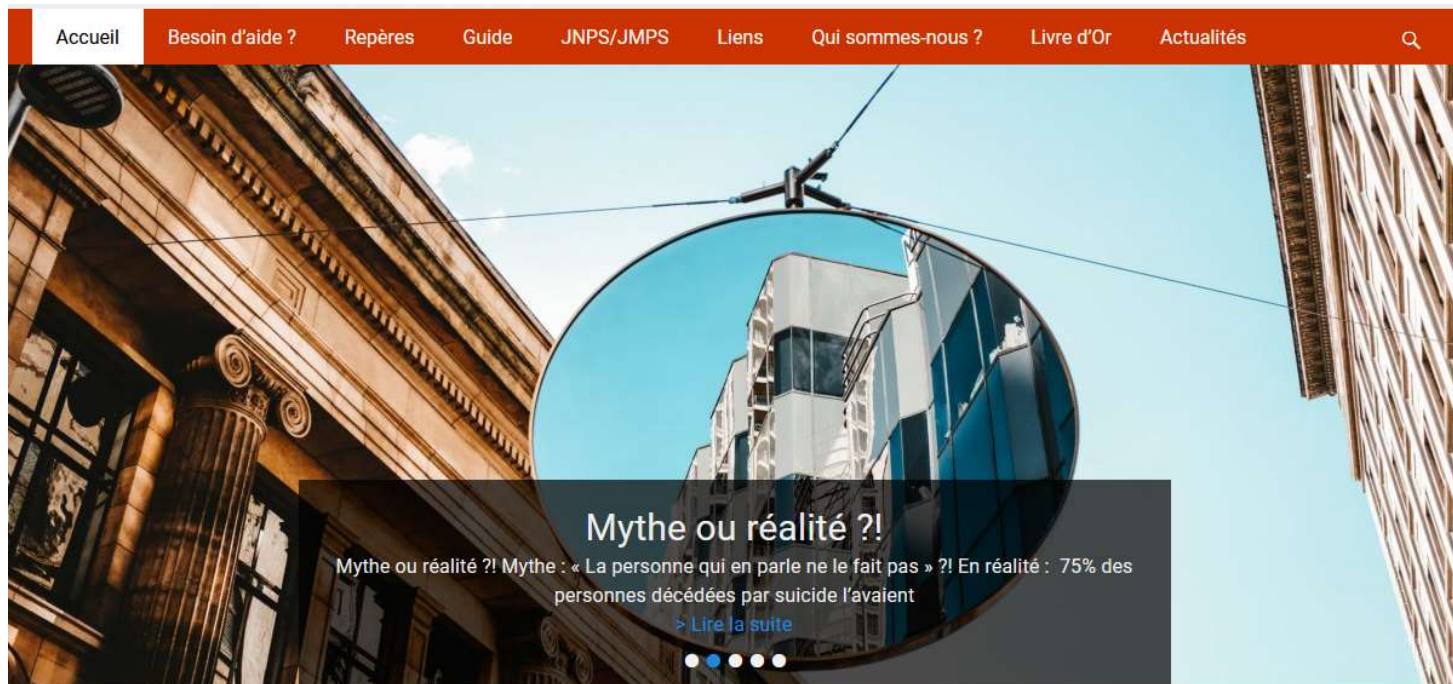 Accueil Besoin d'aide ? Repères Guide JNPS/JMPS Liens Qui sommes-nous ? Livre d'Or Actualités
Mythe ou réalité ?!
Mythe ou réalité ?! Mythe : « La personne qui en parle ne le fait pas » ?! En réalité : 75% des
personnes décédées par suicide l'avaient
> Lire la suite